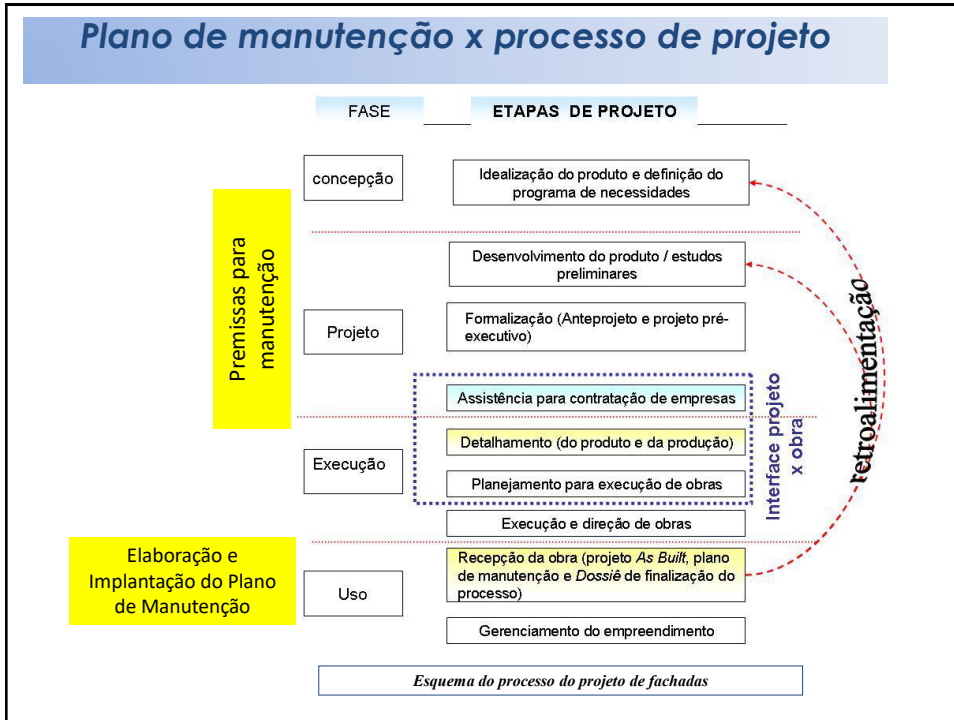 Plano de manutenção x processo de projeto
FASE
ETAPAS DE PROJETO
Premissas para
manutenção
concepção
Idealização do produto e definição do
programa de necessidades
Projeto
Desenvolvimento do produto / estudos
preliminares
Formalização (Anteprojeto e projeto pré-
executivo)
Assistência para contratação de empresas
Execução
Detalhamento (do produto e da produção)
Planejamento para execução de obras
Execução e direção de obras
Interface projeto
x obra
retroalimentação
Elaboração e
Implantação do Plano
de Manutenção
Uso
Recepção da obra (projeto As Built, plano
de manutenção e Dossiê de finalização do
processo)
Gerenciamento do empreendimento
Esquema do processo do projeto de fachadas